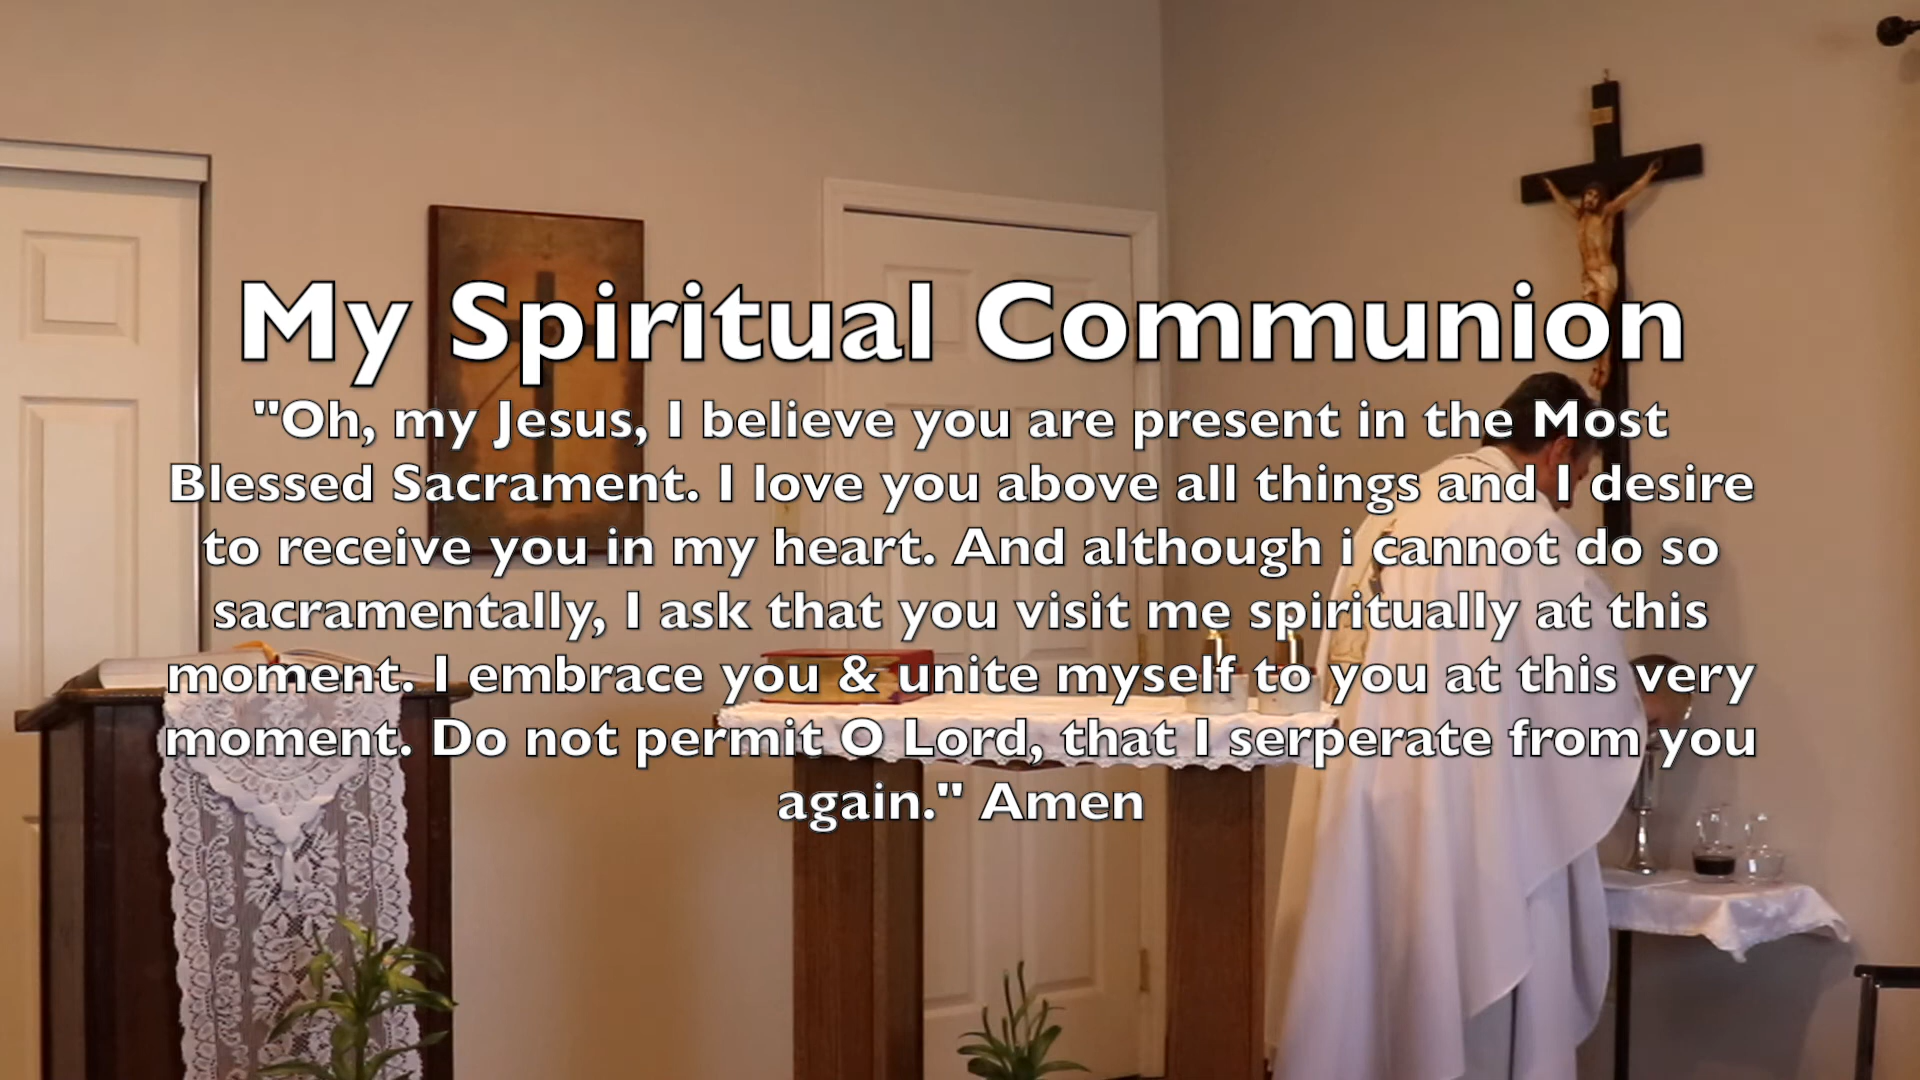 My Spiritual Communion
"Oh, my Jesus, I believe you are present in the Most
Blessed Sacrament. I love you above all things and I desire
to receive you in my heart. And although i cannot do so
sacramentally, I ask that you visit me spiritually at this
moment. I embrace you & unite myself to you at this very
moment. Do not permit O Lord, that I serperate from you
again." Amen